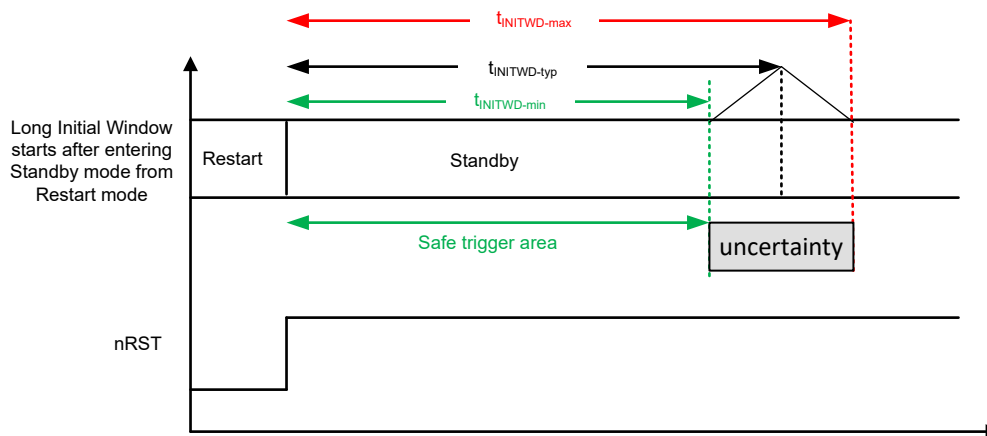 tINITWD-max
tINITWD-typ
tINITWD-min
Long Initial Window
starts after entering
Standby mode from
Restart mode
Restart
Standby
Safe trigger area
uncertainty
nRST